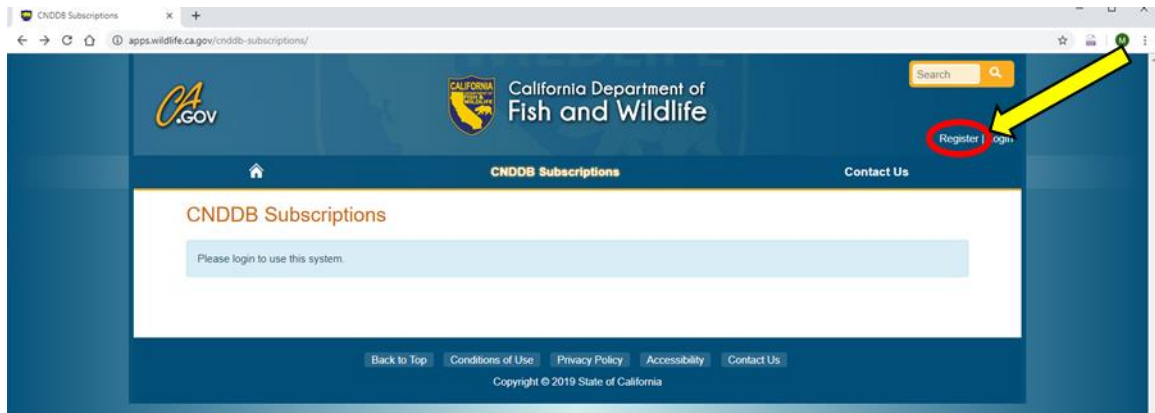 CNDDB Subscriptions
apps.wildlife.ca.gov/cnddb-subscriptions/
M
CA.GOV
CALIFORNIA
California Department of
Fish and Wildlife
Search
Register | Login
CNDDB Subscriptions
Contact Us
CNDDB Subscriptions
Please login to use this system.
Back to Top Conditions of Use Privacy Policy Accessibility Contact Us
Copyright © 2019 State of California